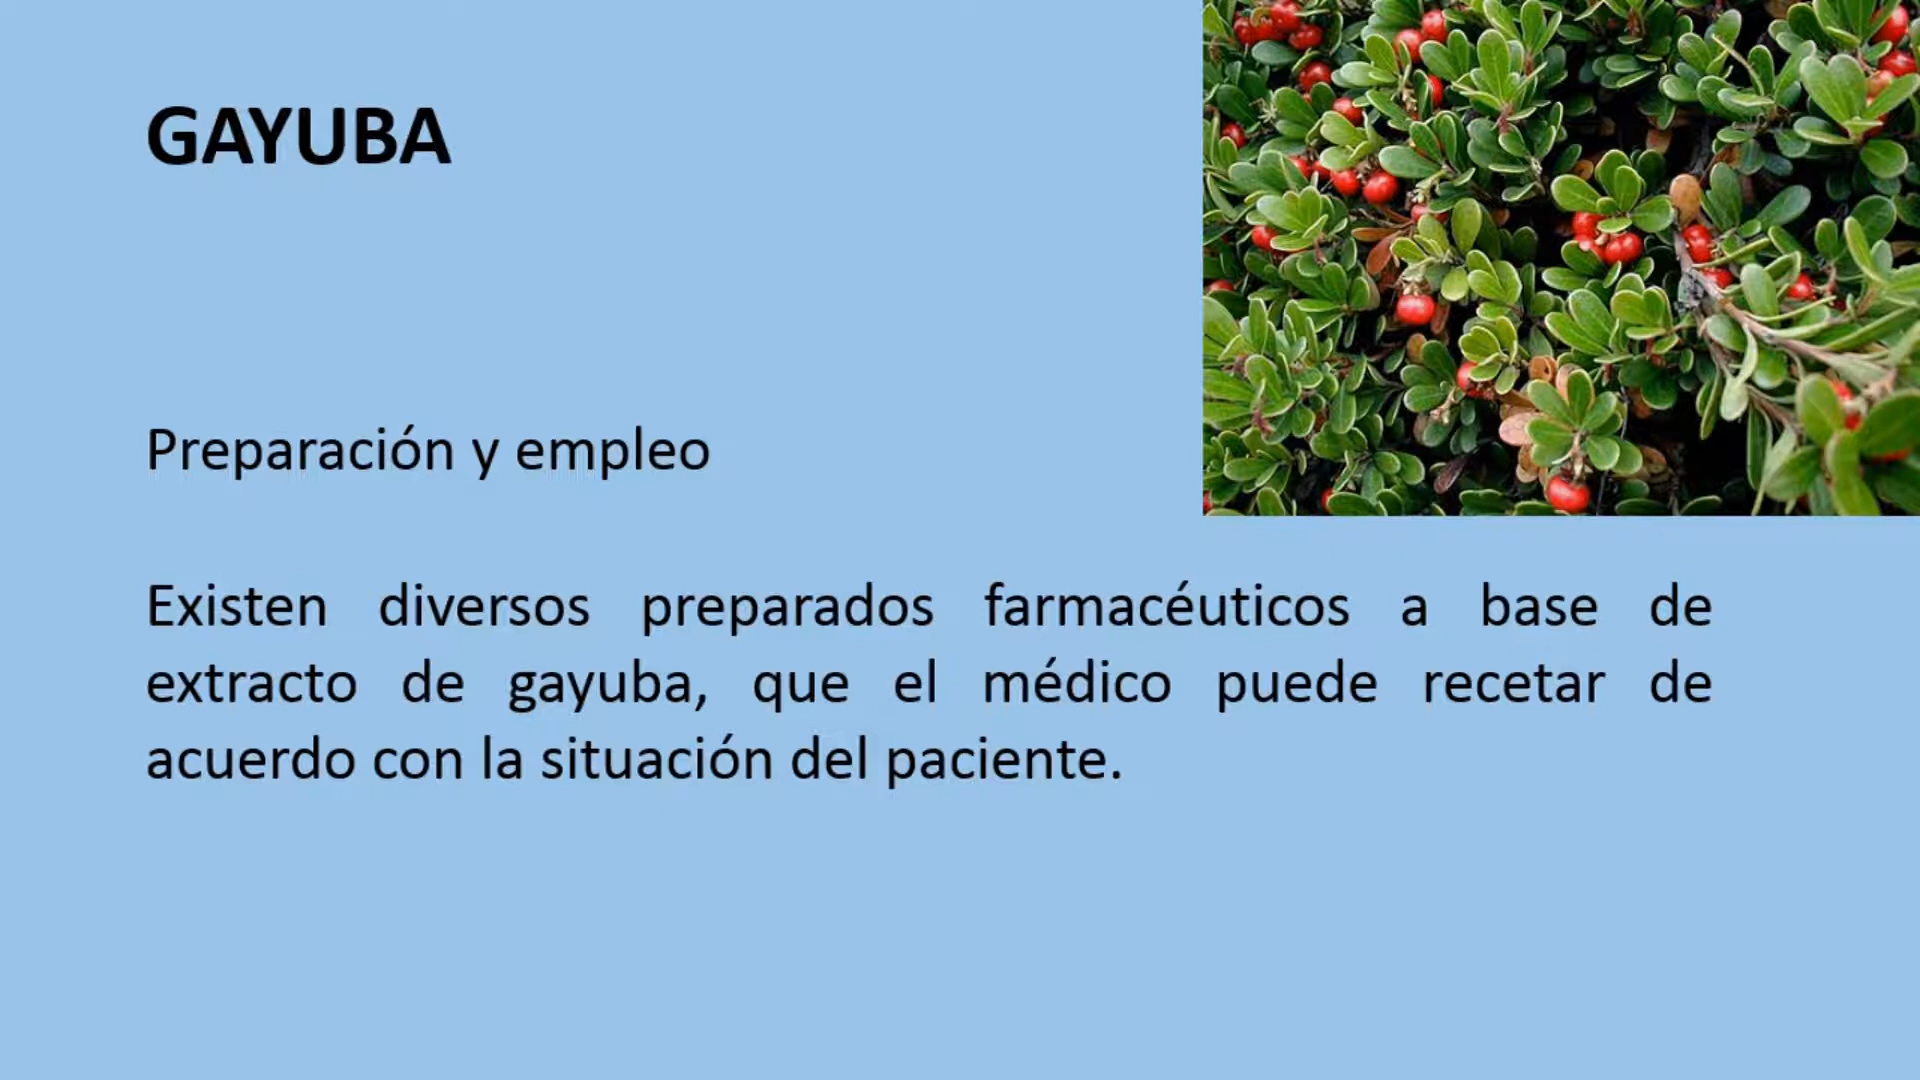 GAYUBA
Preparación y empleo
Existen diversos preparados farmacéuticos a base de
extracto de gayuba, que el médico puede recetar de
acuerdo con la situación del paciente.